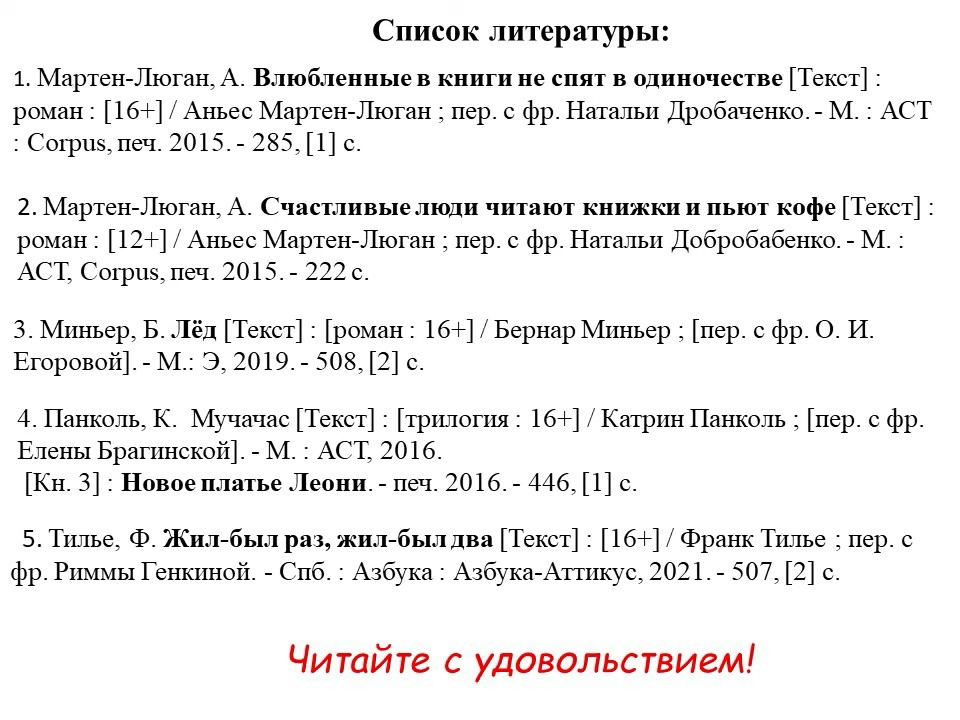 Список литературы:
1. Мартен-Люган, А. Влюбленные в книги не спят в одиночестве [Текст] :
роман : [16+] / Аньес Мартен-Люган ; пер. с фр. Натальи Дробаченко. - М. : АСТ
: Corpus, печ. 2015. - 285, [1] с.
2. Мартен-Люган, А. Счастливые люди читают книжки и пьют кофе [Текст] :
роман : [12+] / Аньес Мартен-Люган ; пер. с фр. Натальи Добробабенко. - М. :
АСТ, Corpus, печ. 2015. - 222 с.
3. Миньер, Б. Лёд [Текст] : [роман : 16+] / Бернар Миньер ; [пер. с фр. О. И.
Егоровой]. - М.: Э, 2019. - 508, [2] с.
4. Панколь, К. Мучачас [Текст] : [трилогия : 16+] / Катрин Панколь ; [пер. с фр.
Елены Брагинской]. - М. : АСТ, 2016.
[Кн. 3] : Новое платье Леони. - печ. 2016. - 446, [1] с.
5. Тилье, Ф. Жил-был раз, жил-был два [Текст] : [16+] / Франк Тилье ; пер. с
фр. Риммы Генкиной. - Спб. : Азбука : Азбука-Аттикус, 2021. - 507, [2] с.
Читайте с удовольствием!